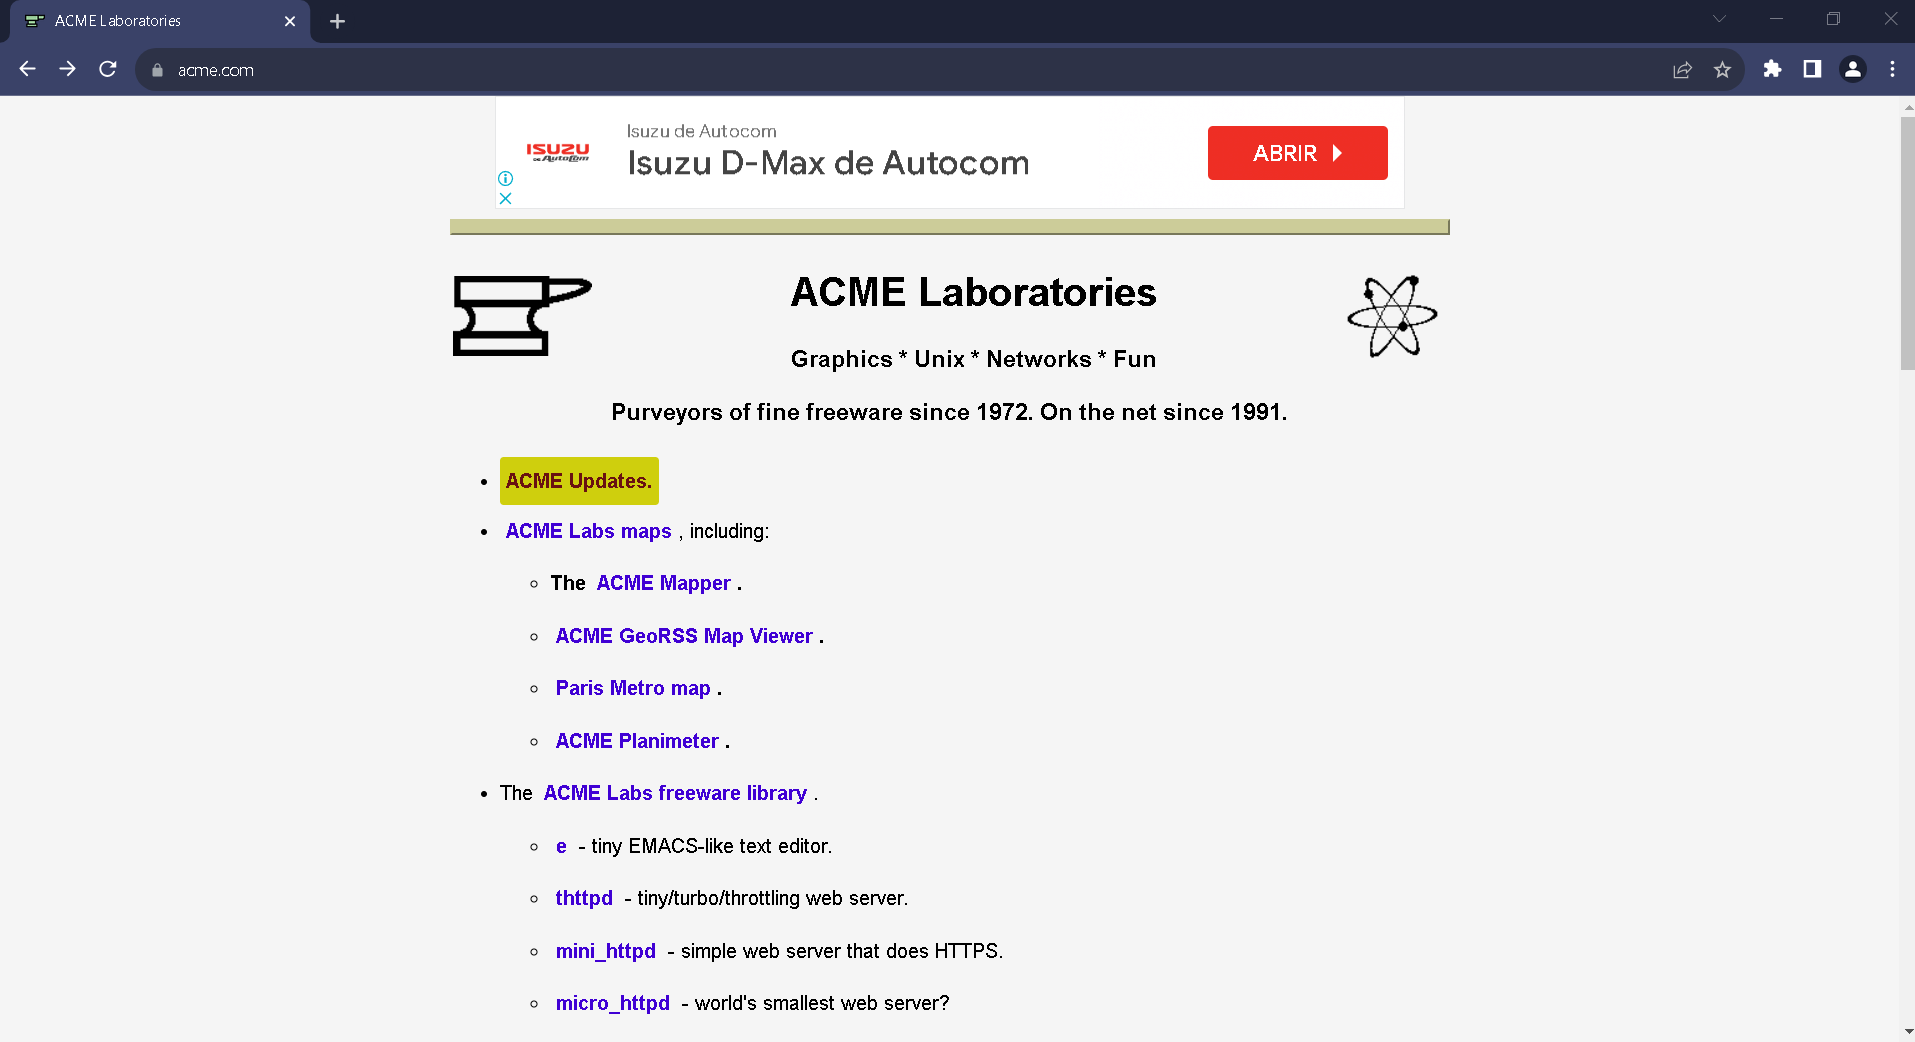 ACME Laboratories
acme.com
Isuzu de Autocom
ISUZU
DE AutoCom
Isuzu D-Max de Autocom
ABRIR
ACME Laboratories
Graphics * Unix * Networks * Fun
Purveyors of fine freeware since 1972. On the net since 1991.
ACME Updates.
ACME Labs maps , including:
The ACME Mapper .
ACME GeoRSS Map Viewer .
Paris Metro map .
ACME Planimeter .
The ACME Labs freeware library .
e - tiny EMACS-like text editor.
thttpd - tiny/turbo/throttling web server.
mini_httpd - simple web server that does HTTPS.
micro_httpd - world's smallest web server?